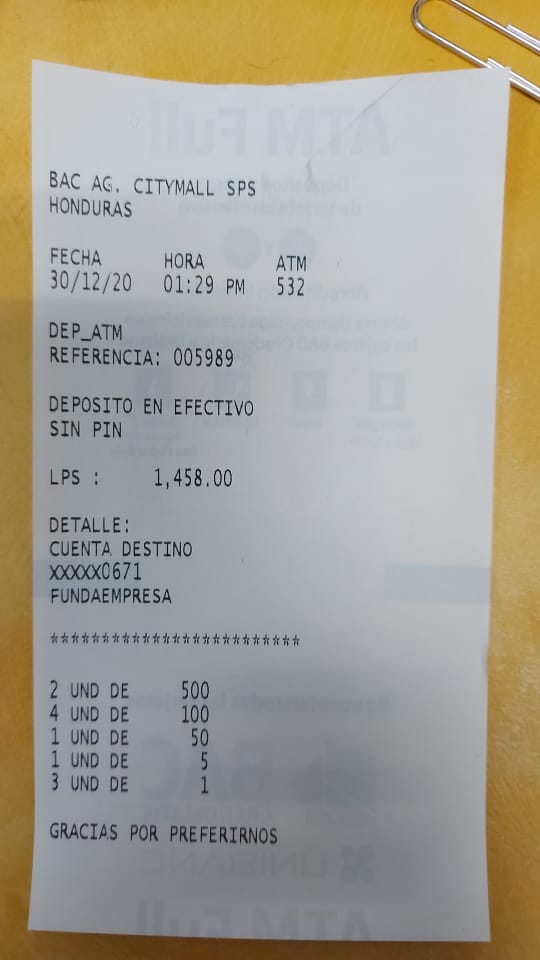 BAC AG. CITYMALL SPS
HONDURAS
FECHA HORA ATM
30/12/20 01:29 PM 532
DEP_ATM
REFERENCIA: 005989
DEPOSITO EN EFECTIVO
SIN PIN
LPS : 1,458.00
DETALLE:
CUENTA DESTINO
XXXXX0671
FUNDAEMPRESA
*************************
2 UND DE 500
4 UND DE 100
1 UND DE 50
1 UND DE 5
3 UND DE 1
GRACIAS POR PREFERIRNOS